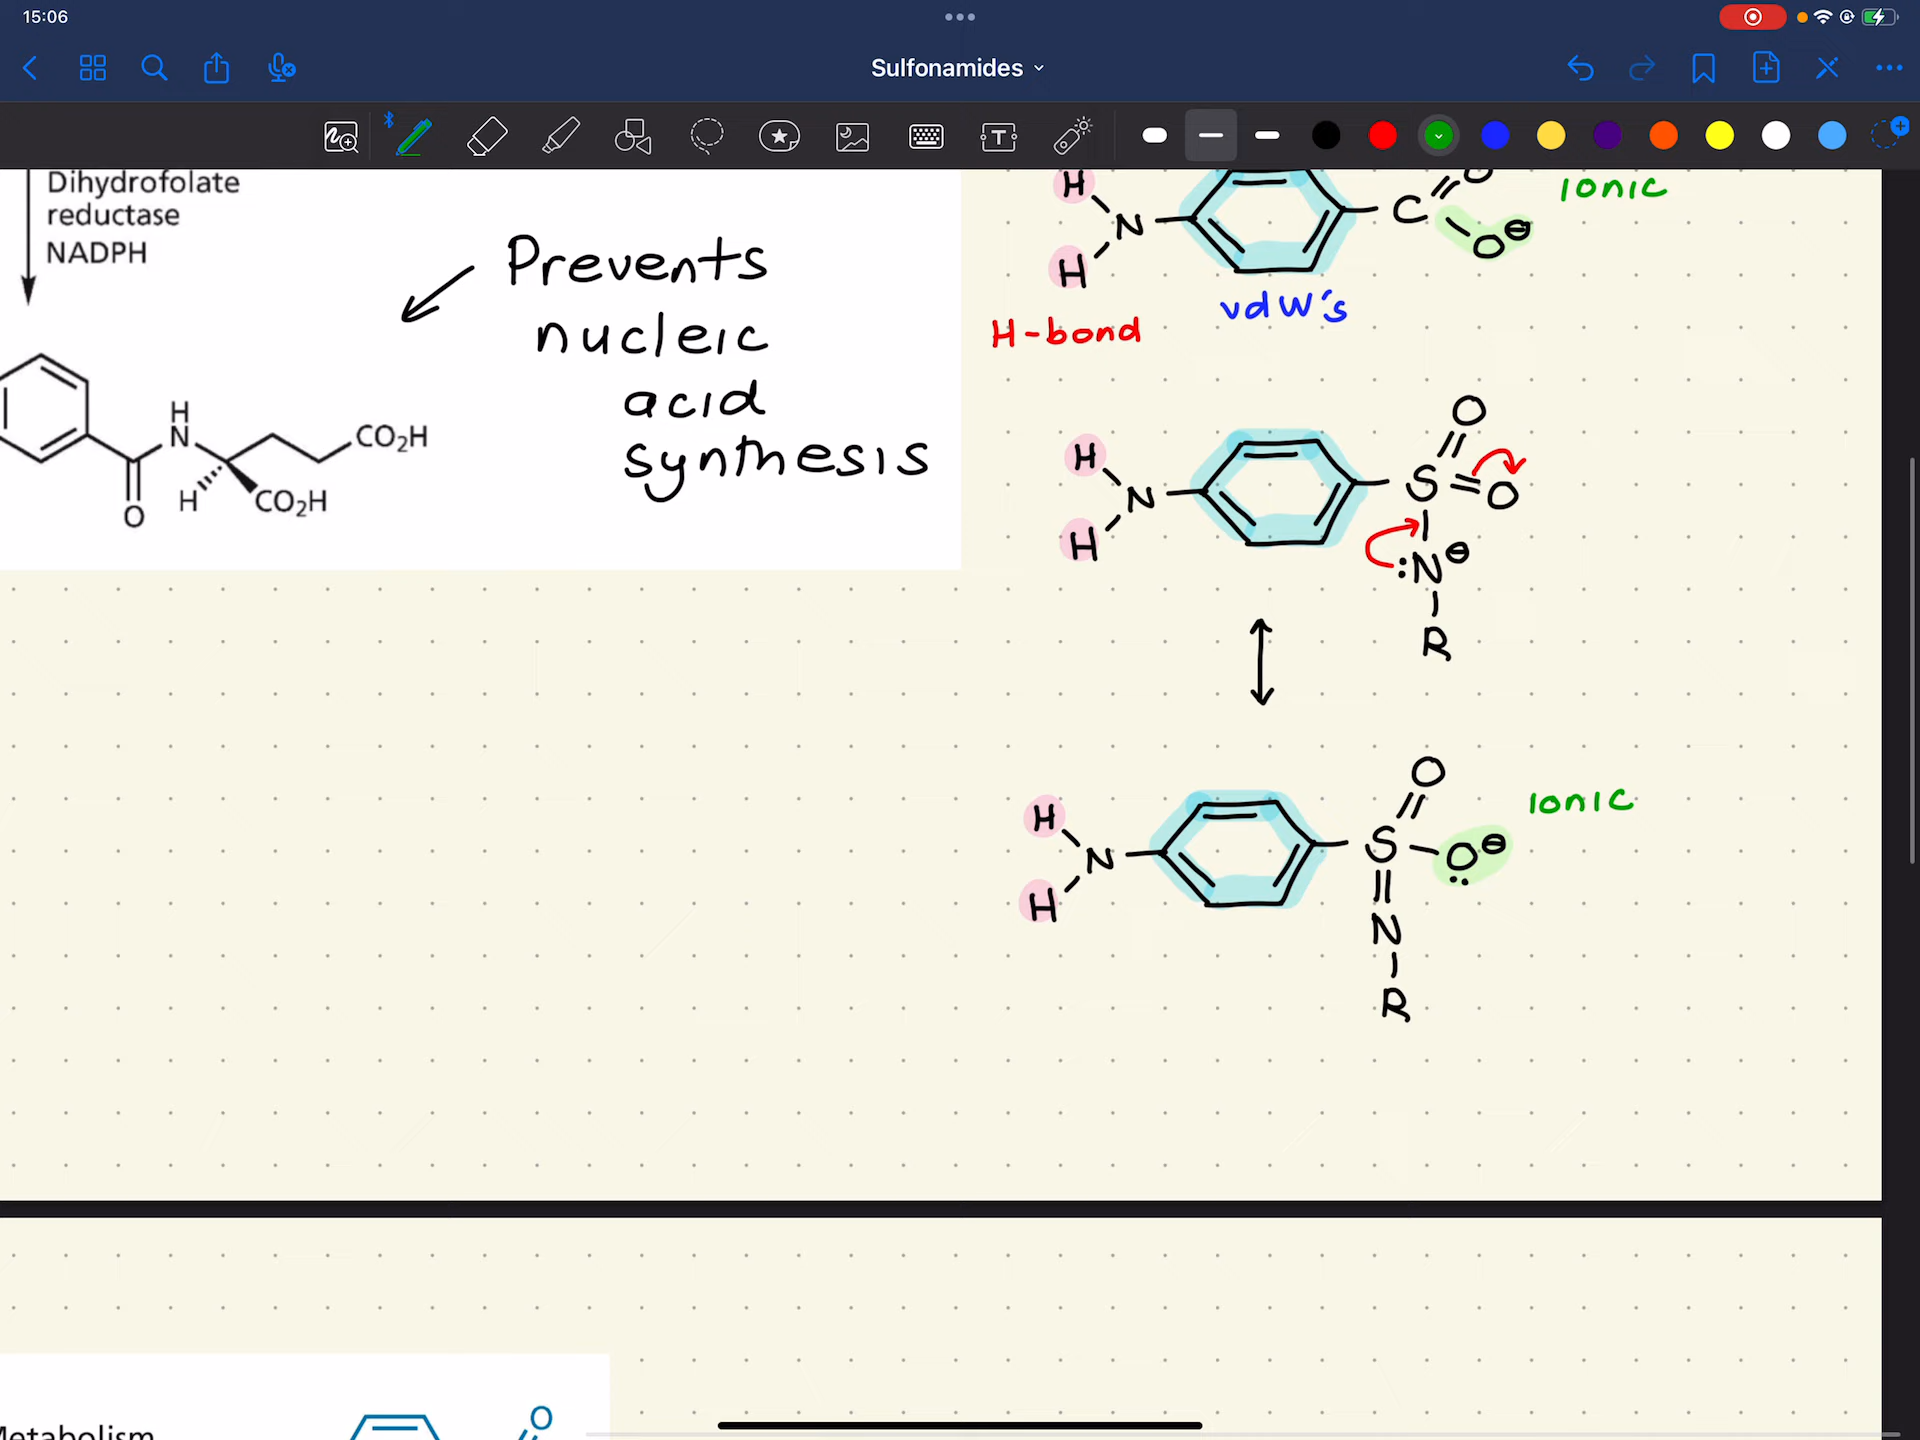 15:06
Sulfonamides
Dihydrofolate
reductase
NADPH
Prevents
nucleic
acid
synthesis
H
N
CO₂H
H
CO₂H
O
H
N
H
C
O
O⊖
ionic
vdW's
H-bond
H
N
H
O
S
O
:N⊖
R
H
N
H
O
S
O⊖
N
R
ionic
Metabolism
O